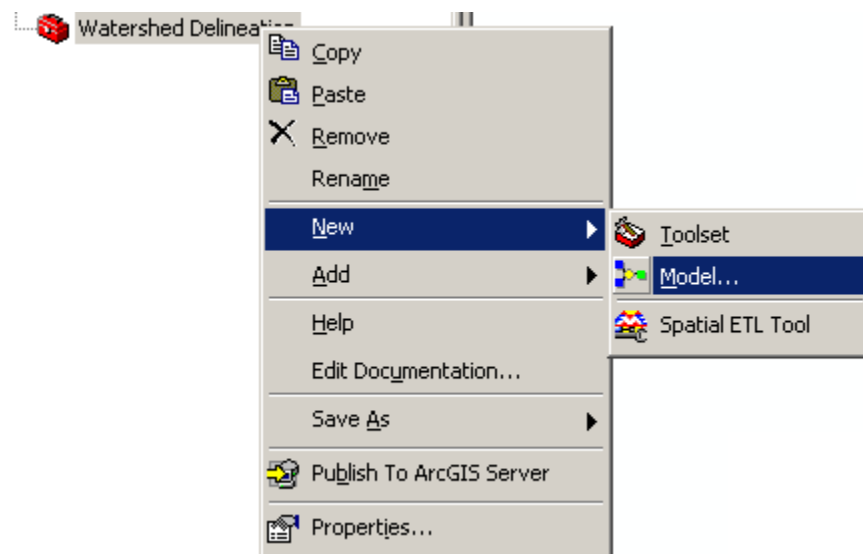 Watershed Delineation
Copy
Paste
Remove
Rename
New
Toolset
Add
Model...
Help
Spatial ETL Tool
Edit Documentation...
Save As
Publish To ArcGIS Server
Properties...